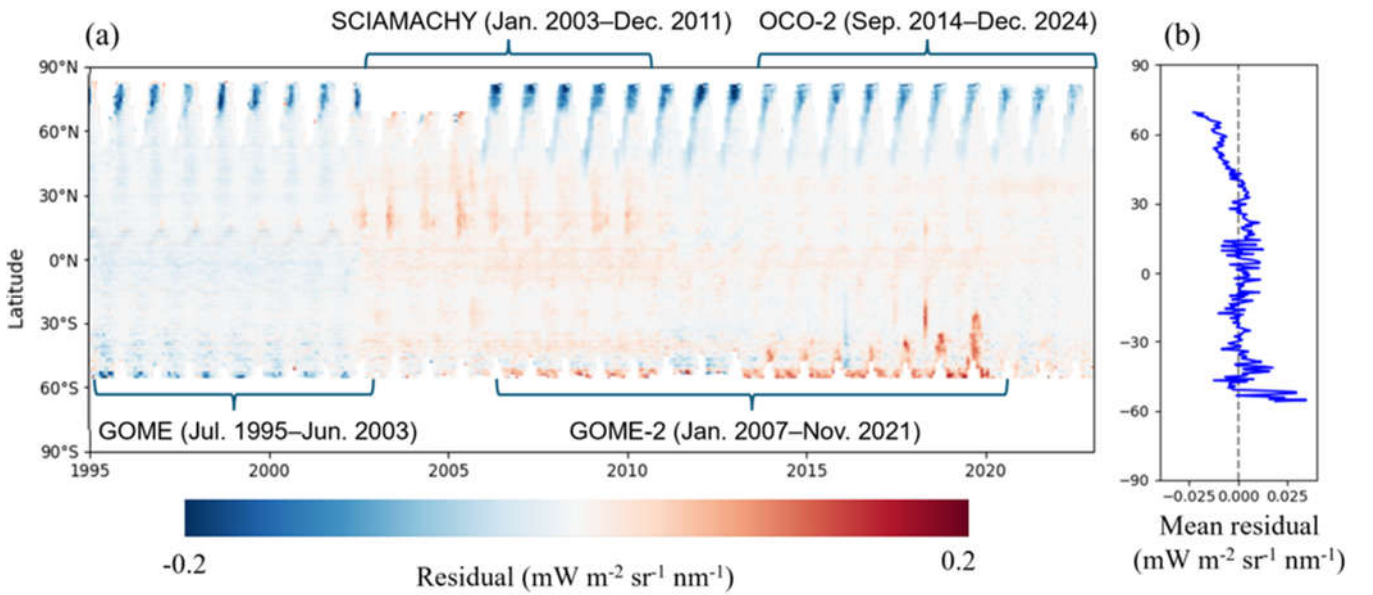 (a)
SCIAMACHY (Jan. 2003–Dec. 2011)
OCO-2 (Sep. 2014–Dec. 2024)
(b)
90°N
60°N
30°N
0°N
30°S
60°S
90°S
Latitude
GOME (Jul. 1995–Jun. 2003)
GOME-2 (Jan. 2007–Nov. 2021)
1995 2000 2005 2010 2015 2020
-0.2 0.2
Residual (mW m⁻² sr⁻¹ nm⁻¹)
90
60
30
0
−30
−60
−90
−0.025 0.000 0.025
Mean residual
(mW m⁻² sr⁻¹ nm⁻¹)